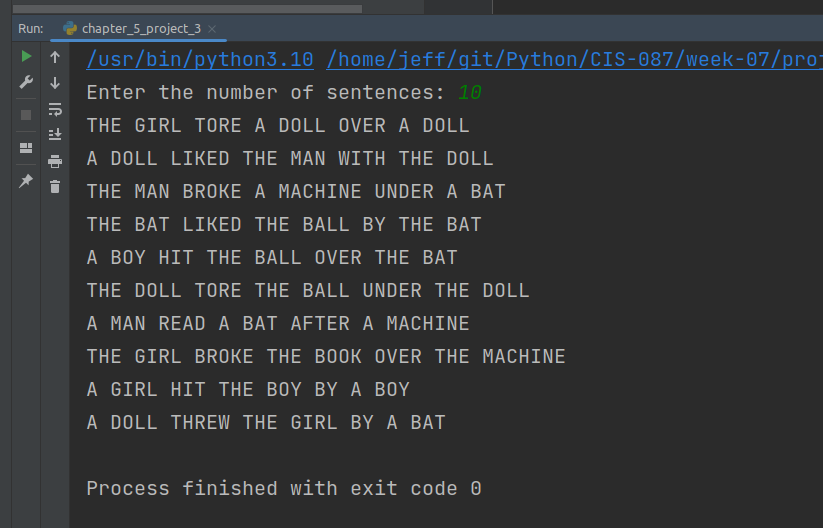 Run: chapter_5_project_3
/usr/bin/python3.10 /home/jeff/git/Python/CIS-087/week-07/pro
Enter the number of sentences: 10
THE GIRL TORE A DOLL OVER A DOLL
A DOLL LIKED THE MAN WITH THE DOLL
THE MAN BROKE A MACHINE UNDER A BAT
THE BAT LIKED THE BALL BY THE BAT
A BOY HIT THE BALL OVER THE BAT
THE DOLL TORE THE BALL UNDER THE DOLL
A MAN READ A BAT AFTER A MACHINE
THE GIRL BROKE THE BOOK OVER THE MACHINE
A GIRL HIT THE BOY BY A BOY
A DOLL THREW THE GIRL BY A BAT
Process finished with exit code 0